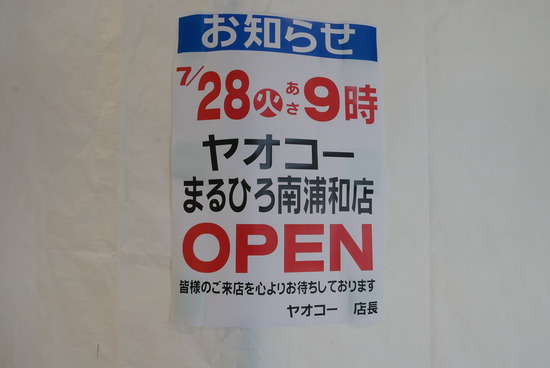 お知らせ
7/28火あさ9時
ヤオコー
まるひろ南浦和店
OPEN
皆様のご来店を心よりお待ちしております
ヤオコー 店長